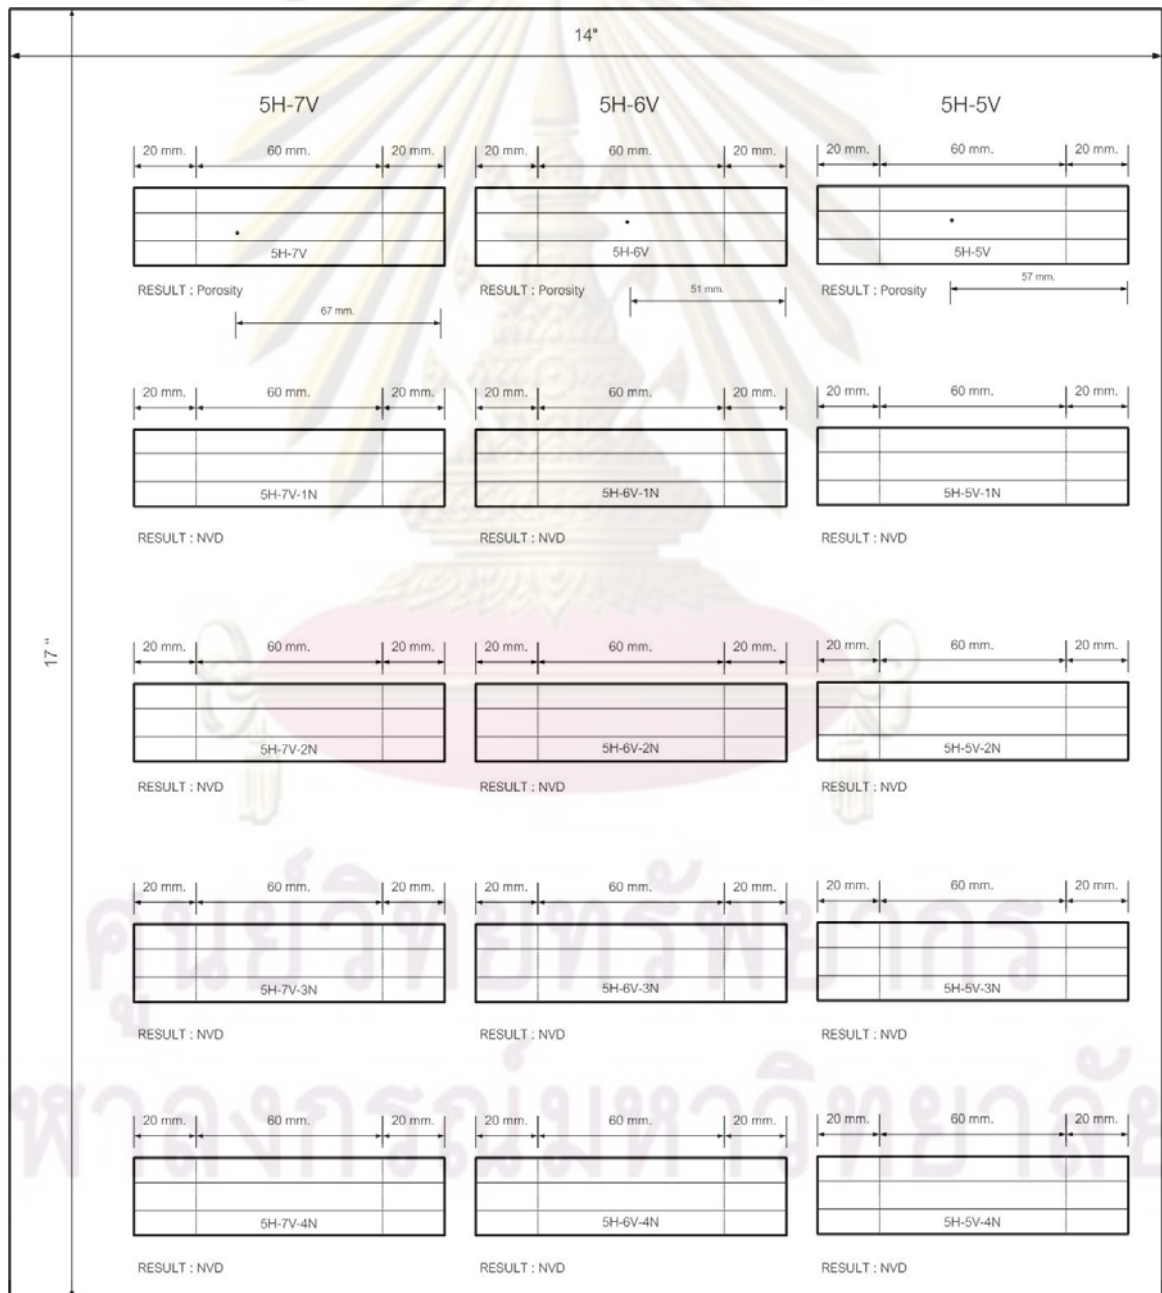 14"
5H-7V 5H-6V 5H-5V
20 mm. 60 mm. 20 mm. 20 mm. 60 mm. 20 mm. 20 mm. 60 mm. 20 mm.
5H-7V 5H-6V 5H-5V
RESULT : Porosity RESULT : Porosity RESULT : Porosity
67 mm. 51 mm. 57 mm.
20 mm. 60 mm. 20 mm. 20 mm. 60 mm. 20 mm. 20 mm. 60 mm. 20 mm.
5H-7V-1N 5H-6V-1N 5H-5V-1N
RESULT : NVD RESULT : NVD RESULT : NVD
17 "
20 mm. 60 mm. 20 mm. 20 mm. 60 mm. 20 mm. 20 mm. 60 mm. 20 mm.
5H-7V-2N 5H-6V-2N 5H-5V-2N
RESULT : NVD RESULT : NVD RESULT : NVD
20 mm. 60 mm. 20 mm. 20 mm. 60 mm. 20 mm. 20 mm. 60 mm. 20 mm.
ศูนย์วิทยทรัพยากร
5H-7V-3N 5H-6V-3N 5H-5V-3N
RESULT : NVD RESULT : NVD RESULT : NVD
20 mm. 60 mm. 20 mm. 20 mm. 60 mm. 20 mm. 20 mm. 60 mm. 20 mm.
ฬาลงกรณ์มหาวิทยาลัย
5H-7V-4N 5H-6V-4N 5H-5V-4N
RESULT : NVD RESULT : NVD RESULT : NVD